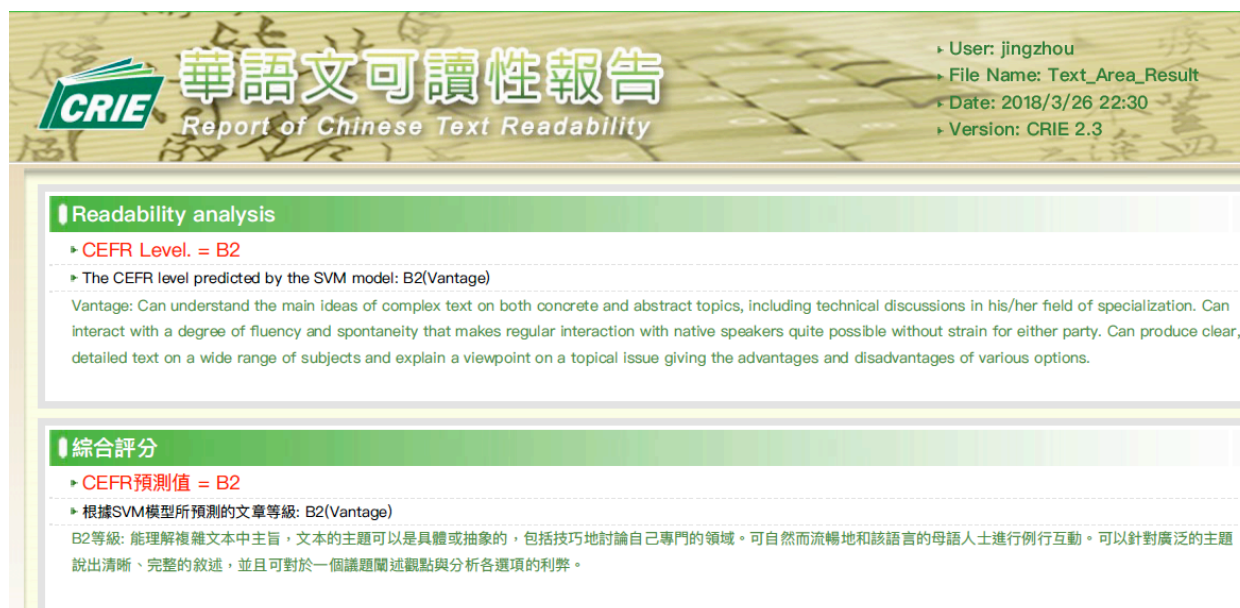 CRIE
華語文可讀性報告
Report of Chinese Text Readability
User: jingzhou
File Name: Text_Area_Result
Date: 2018/3/26 22:30
Version: CRIE 2.3
Readability analysis
CEFR Level. = B2
The CEFR level predicted by the SVM model: B2(Vantage)
Vantage: Can understand the main ideas of complex text on both concrete and abstract topics, including technical discussions in his/her field of specialization. Can
interact with a degree of fluency and spontaneity that makes regular interaction with native speakers quite possible without strain for either party. Can produce clear,
detailed text on a wide range of subjects and explain a viewpoint on a topical issue giving the advantages and disadvantages of various options.
綜合評分
CEFR預測值 = B2
根據SVM模型所預測的文章等級: B2(Vantage)
B2等級: 能理解複雜文本中主旨，文本的主題可以是具體或抽象的，包括技巧地討論自己專門的領域。可自然而流暢地和該語言的母語人士進行例行互動。可以針對廣泛的主題
說出清晰、完整的敘述，並且可對於一個議題闡述觀點與分析各選項的利弊。